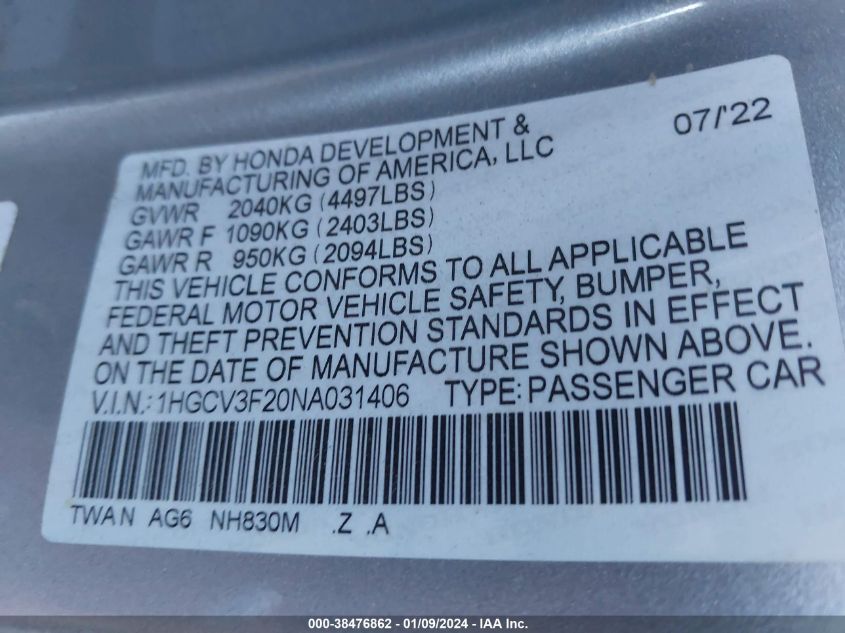 07/'22
MFD. BY HONDA DEVELOPMENT &
MANUFACTURING OF AMERICA, LLC
GVWR 2040KG (4497LBS)
GAWR F 1090KG (2403LBS)
GAWR R 950KG (2094LBS)
THIS VEHICLE CONFORMS TO ALL APPLICABLE
FEDERAL MOTOR VEHICLE SAFETY, BUMPER,
AND THEFT PREVENTION STANDARDS IN EFFECT
ON THE DATE OF MANUFACTURE SHOWN ABOVE.
V.I.N.: 1HGCV3F20NA031406 TYPE: PASSENGER CAR
TWAN AG6 NH830M .Z .A
000-38476862 - 01/09/2024 - IAA Inc.